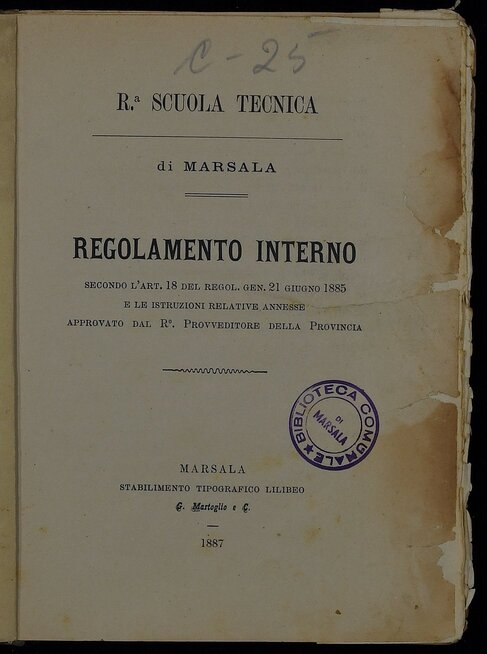 C-25
R.ª SCUOLA TECNICA
di MARSALA
REGOLAMENTO INTERNO
SECONDO L'ART. 18 DEL REGOL. GEN. 21 GIUGNO 1885
E LE ISTRUZIONI RELATIVE ANNESSE
APPROVATO DAL Rº. PROVVEDITORE DELLA PROVINCIA
BIBLIOTECA COMUNALE
DI
MARSALA
MARSALA
STABILIMENTO TIPOGRAFICO LILIBEO
G. Martoglio e C.
1887